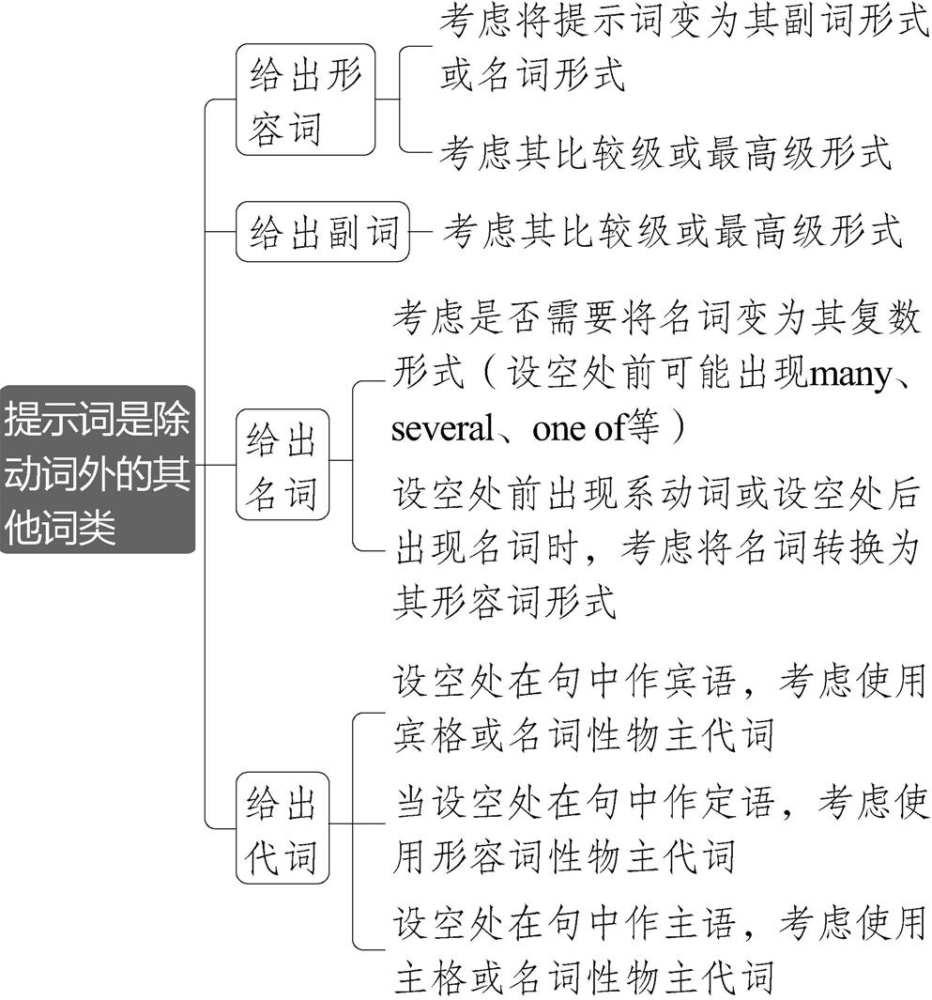 提示词是除
动词外的其
他词类
给出形
容词
考虑将提示词变为其副词形式
或名词形式
考虑其比较级或最高级形式
给出副词
考虑其比较级或最高级形式
给出
名词
考虑是否需要将名词变为其复数
形式（设空处前可能出现many、
several、one of等）
设空处前出现系动词或设空处后
出现名词时，考虑将名词转换为
其形容词形式
给出
代词
设空处在句中作宾语，考虑使用
宾格或名词性物主代词
当设空处在句中作定语，考虑使
用形容词性物主代词
设空处在句中作主语，考虑使用
主格或名词性物主代词